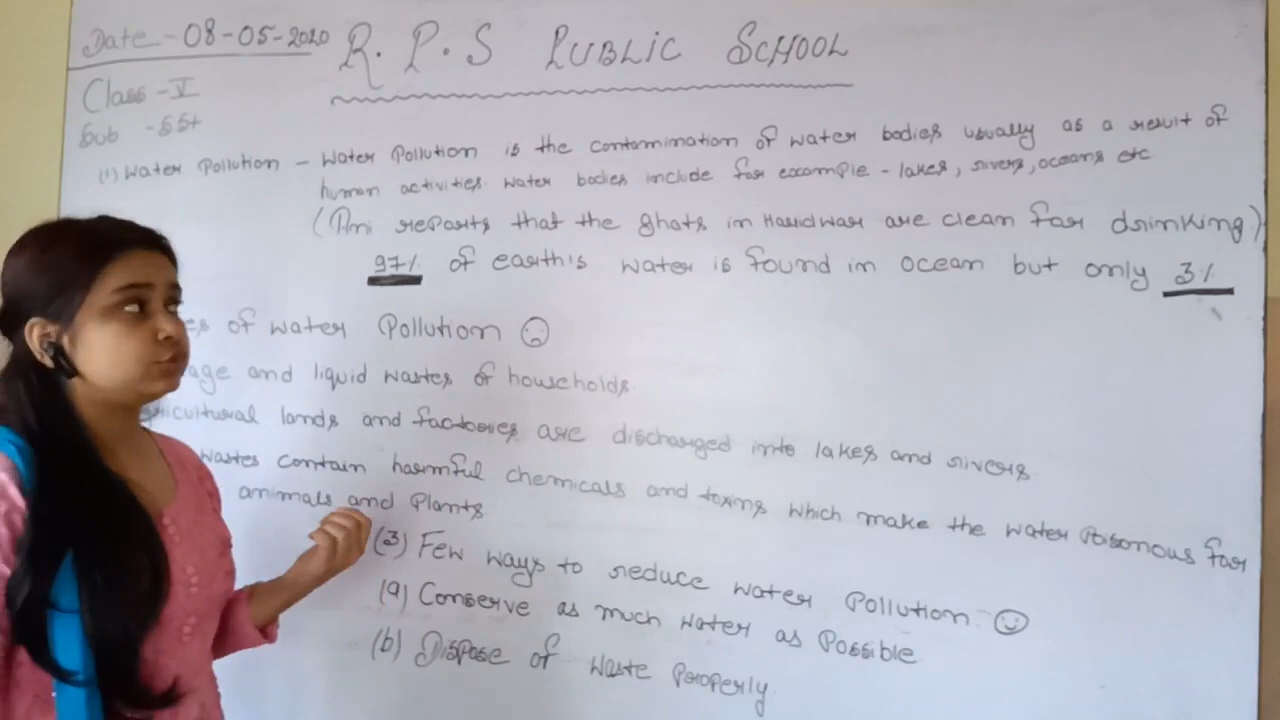 Date - 08-05-2020
R. P. S PUBLIC SCHOOL
Class - V
Sub - SSt
(1) Water Pollution - Water Pollution is the contamination of water bodies usually as a result of
human activities. Water bodies include for example - lakes, rivers, oceans etc
reports that the ghats in Haridwar are clean for drinking.)
97% of earth's water is found in ocean but only 3%
of water Pollution ☹
and liquid wastes of households.
lands and factories are discharged into lakes and rivers
wastes contain harmful chemicals and toxins which make the water Poisonous for
animals and Plants
(3) Few ways to reduce water Pollution ☺
(a) Conserve as much water as Possible
(b) Dispose of waste Properly